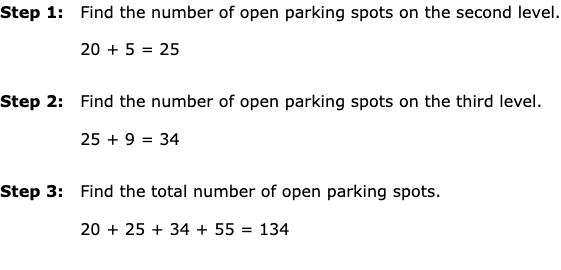 Step 1: Find the number of open parking spots on the second level.
20 + 5 = 25
Step 2: Find the number of open parking spots on the third level.
25 + 9 = 34
Step 3: Find the total number of open parking spots.
20 + 25 + 34 + 55 = 134